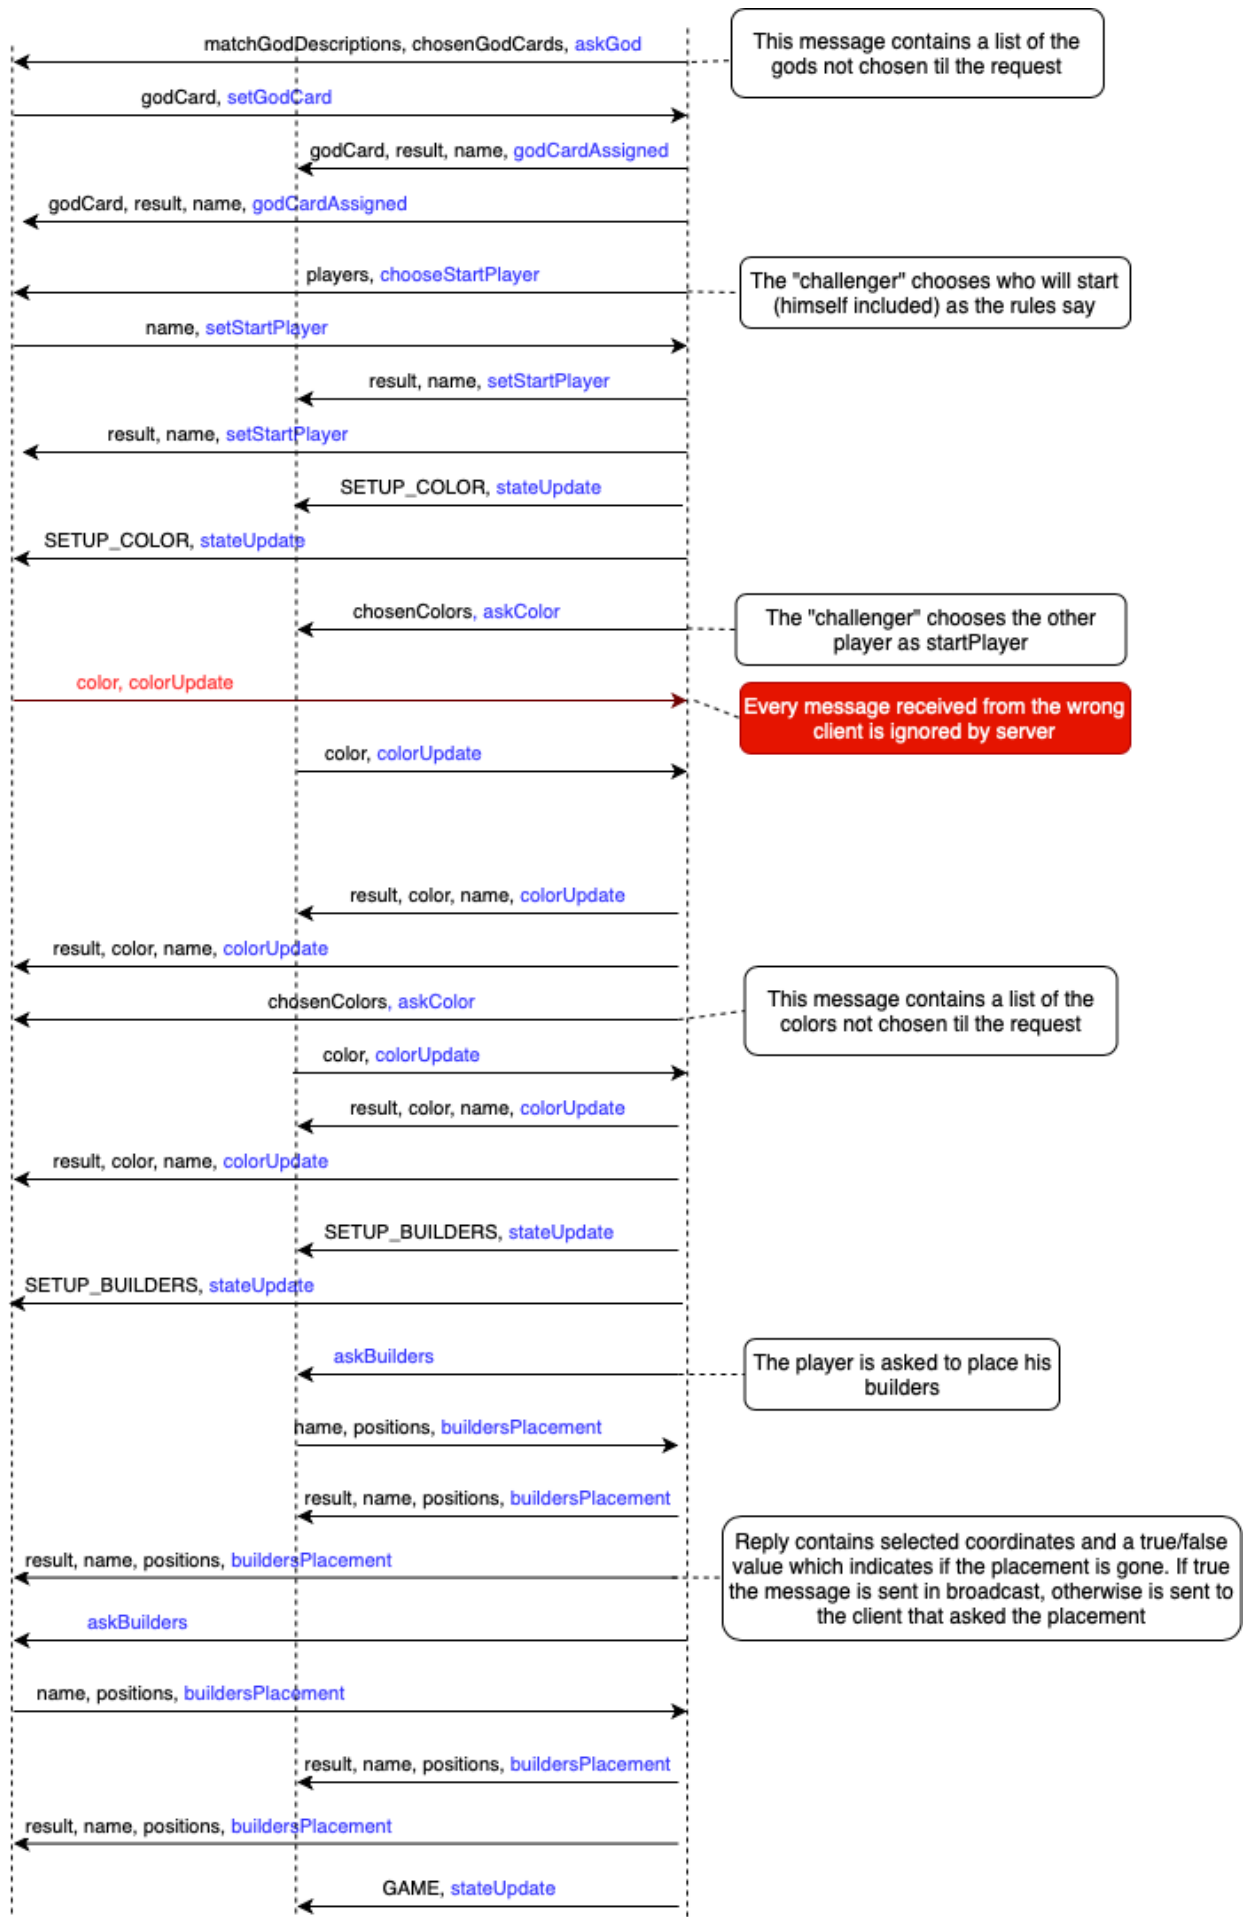 matchGodDescriptions, chosenGodCards, askGod
This message contains a list of the
gods not chosen til the request
godCard, setGodCard
godCard, result, name, godCardAssigned
godCard, result, name, godCardAssigned
players, chooseStartPlayer
The "challenger" chooses who will start
(himself included) as the rules say
name, setStartPlayer
result, name, setStartPlayer
result, name, setStartPlayer
SETUP_COLOR, stateUpdate
SETUP_COLOR, stateUpdate
chosenColors, askColor
The "challenger" chooses the other
player as startPlayer
color, colorUpdate
Every message received from the wrong
client is ignored by server
color, colorUpdate
result, color, name, colorUpdate
result, color, name, colorUpdate
chosenColors, askColor
This message contains a list of the
colors not chosen til the request
color, colorUpdate
result, color, name, colorUpdate
result, color, name, colorUpdate
SETUP_BUILDERS, stateUpdate
SETUP_BUILDERS, stateUpdate
askBuilders
The player is asked to place his
builders
name, positions, buildersPlacement
result, name, positions, buildersPlacement
result, name, positions, buildersPlacement
Reply contains selected coordinates and a true/false
value which indicates if the placement is gone. If true
the message is sent in broadcast, otherwise is sent to
the client that asked the placement
askBuilders
name, positions, buildersPlacement
result, name, positions, buildersPlacement
result, name, positions, buildersPlacement
GAME, stateUpdate